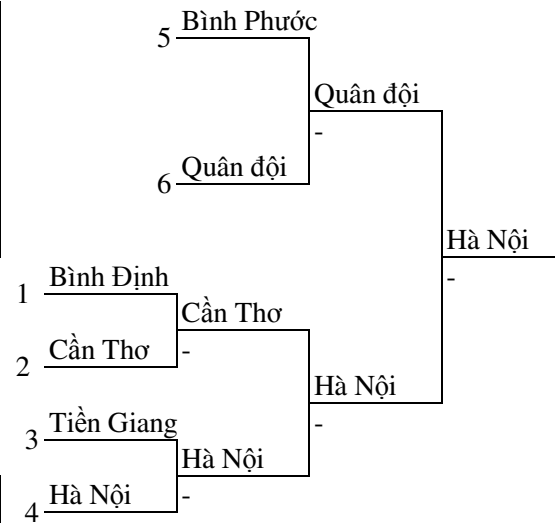 5 Bình Phước
Quân đội
-
6 Quân đội
Hà Nội
-
1 Bình Định
Cần Thơ
-
2 Cần Thơ
Hà Nội
-
3 Tiền Giang
Hà Nội
-
4 Hà Nội